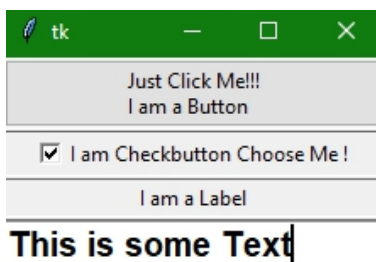 tk
Just Click Me!!!
I am a Button
I am Checkbutton Choose Me !
I am a Label
This is some Text